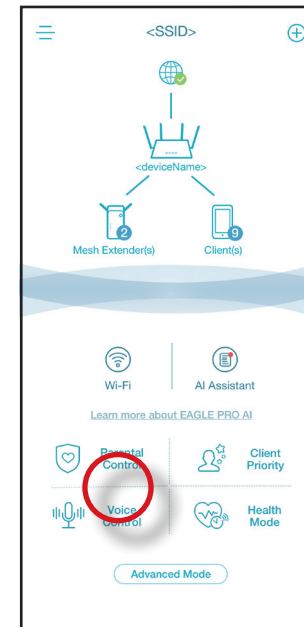 <SSID>
<deviceName>
2
9
Mesh Extender(s)
Client(s)
Wi-Fi
AI Assistant
Learn more about EAGLE PRO AI
Parental
Control
Client
Priority
Voice
Control
Health
Mode
Advanced Mode